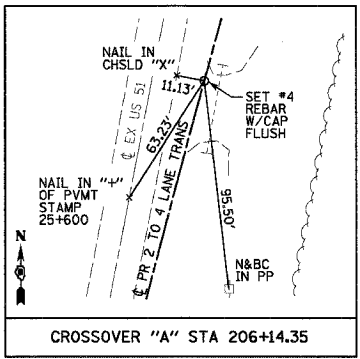 NAIL IN
CHSLD "X"
11.13'
SET #4
REBAR
W/CAP
FLUSH
℄ EX US 51
63.23'
NAIL IN "+"
OF PVMT
STAMP
25+600
℄ PR 2 TO 4 LANE TRANS
95.50'
N
N&BC
IN PP
CROSSOVER "A" STA 206+14.35